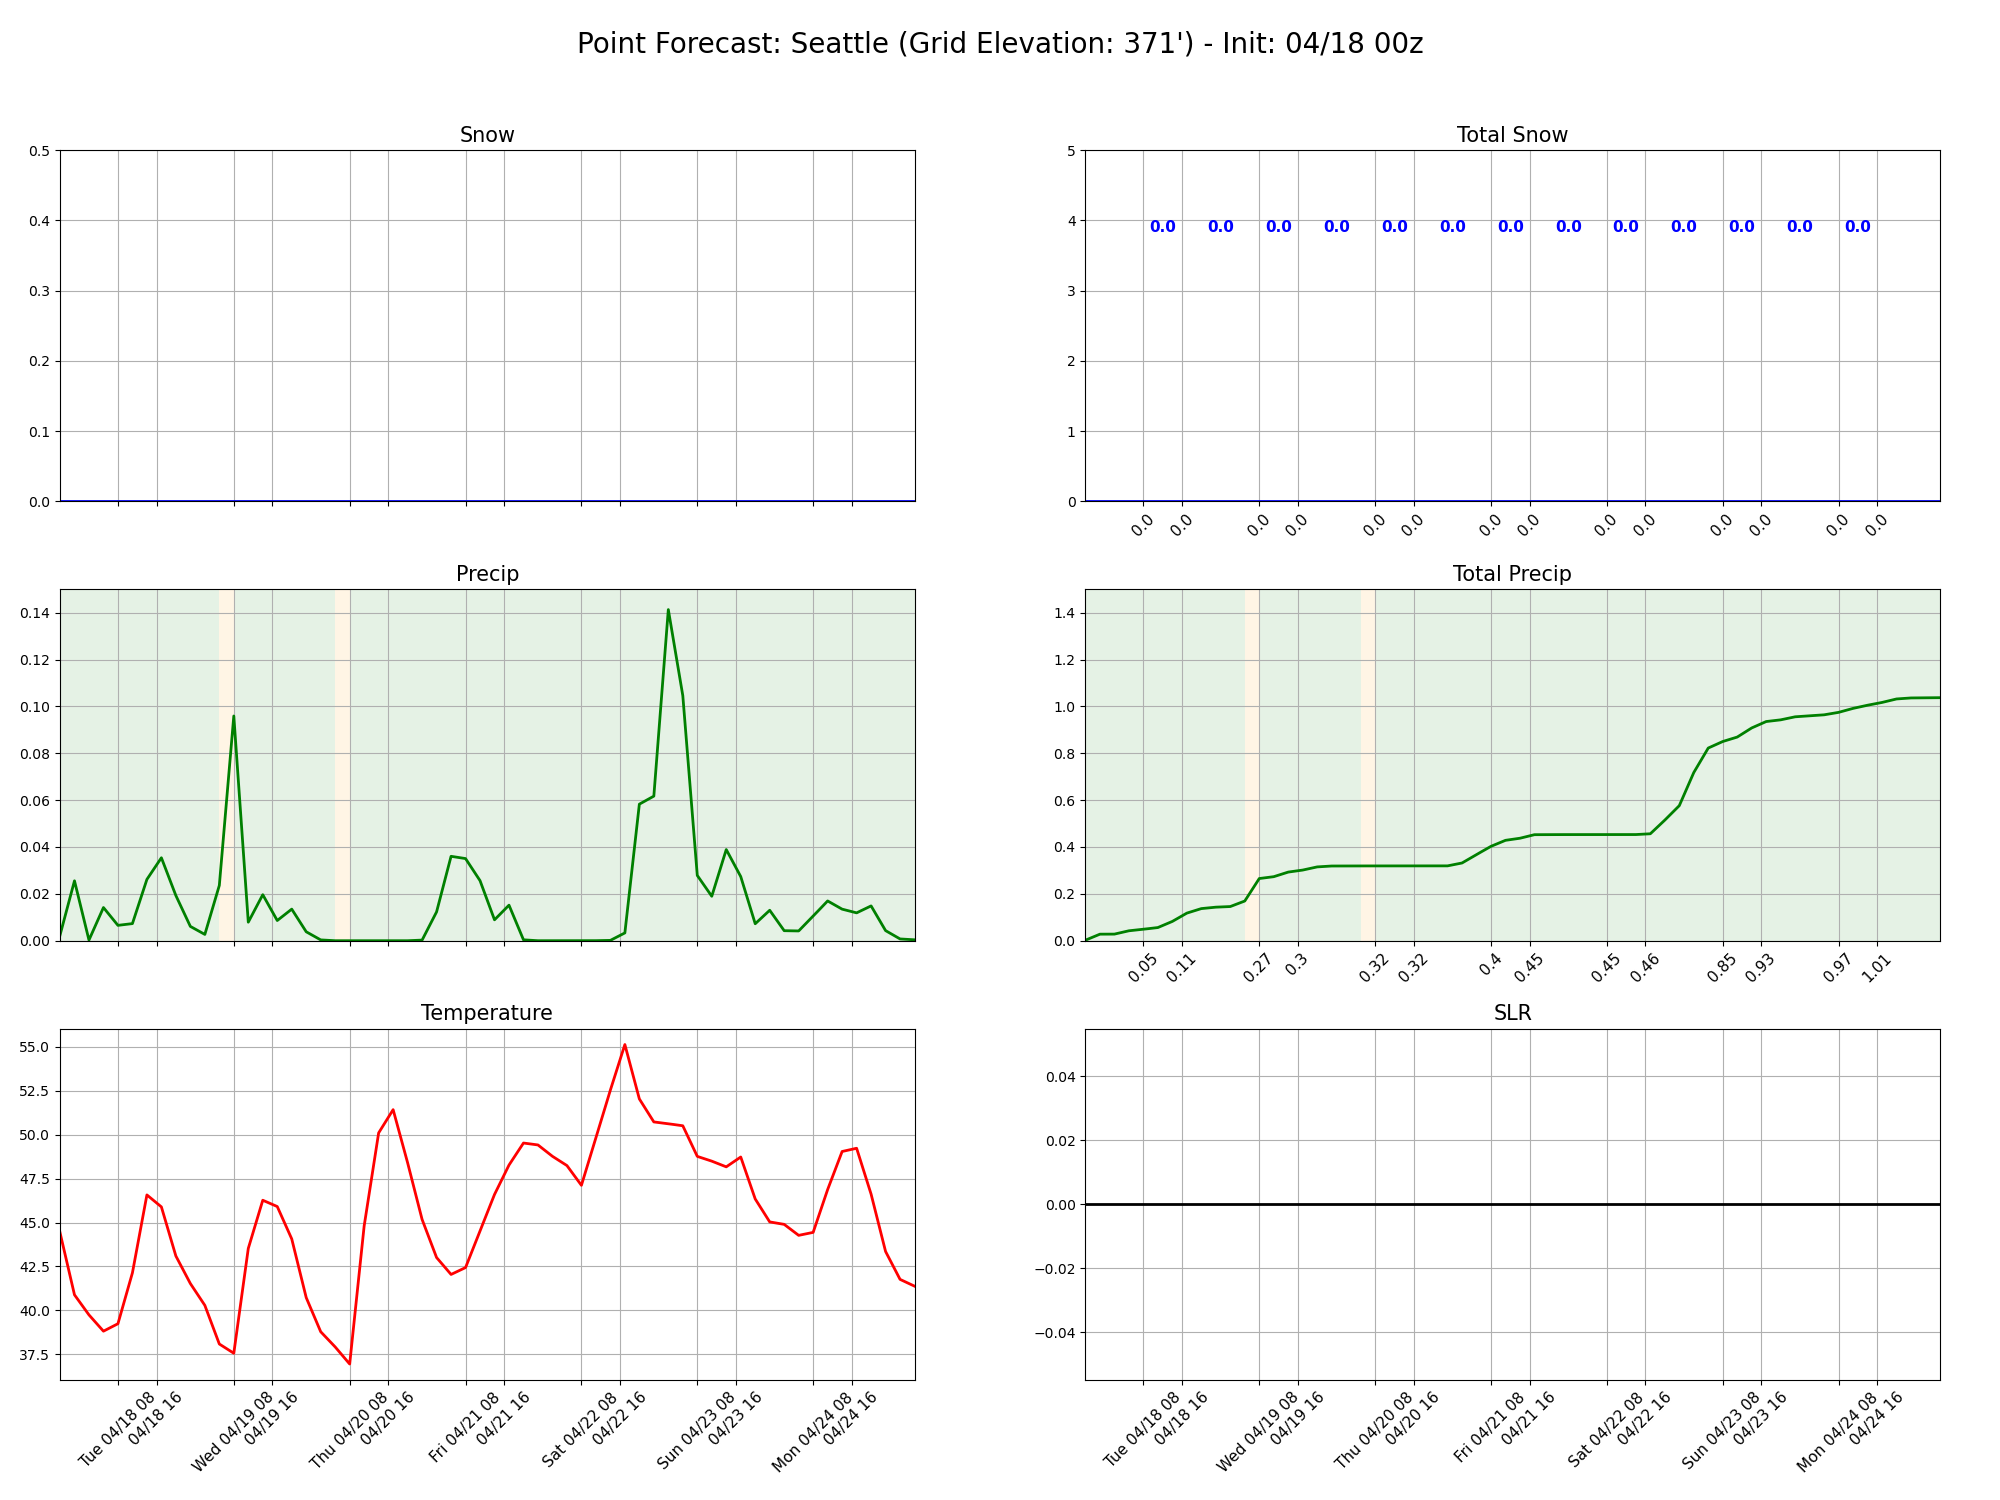 Point Forecast: Seattle (Grid Elevation: 371') - Init: 04/18 00z
Snow
0.5
0.4
0.3
0.2
0.1
0.0
Total Snow
5
4
3
2
1
0
0.0 0.0 0.0 0.0 0.0 0.0 0.0 0.0 0.0 0.0 0.0 0.0 0.0
0.0 0.0 0.0 0.0 0.0 0.0 0.0 0.0 0.0 0.0 0.0 0.0 0.0 0.0
Precip
0.14
0.12
0.10
0.08
0.06
0.04
0.02
0.00
Total Precip
1.4
1.2
1.0
0.8
0.6
0.4
0.2
0.0
0.05 0.11 0.27 0.3 0.32 0.32 0.4 0.45 0.45 0.46 0.85 0.93 0.97 1.01
Temperature
55.0
52.5
50.0
47.5
45.0
42.5
40.0
37.5
Tue 04/18 08
04/18 16
Wed 04/19 08
04/19 16
Thu 04/20 08
04/20 16
Fri 04/21 08
04/21 16
Sat 04/22 08
04/22 16
Sun 04/23 08
04/23 16
Mon 04/24 08
04/24 16
SLR
0.04
0.02
0.00
−0.02
−0.04
Tue 04/18 08
04/18 16
Wed 04/19 08
04/19 16
Thu 04/20 08
04/20 16
Fri 04/21 08
04/21 16
Sat 04/22 08
04/22 16
Sun 04/23 08
04/23 16
Mon 04/24 08
04/24 16